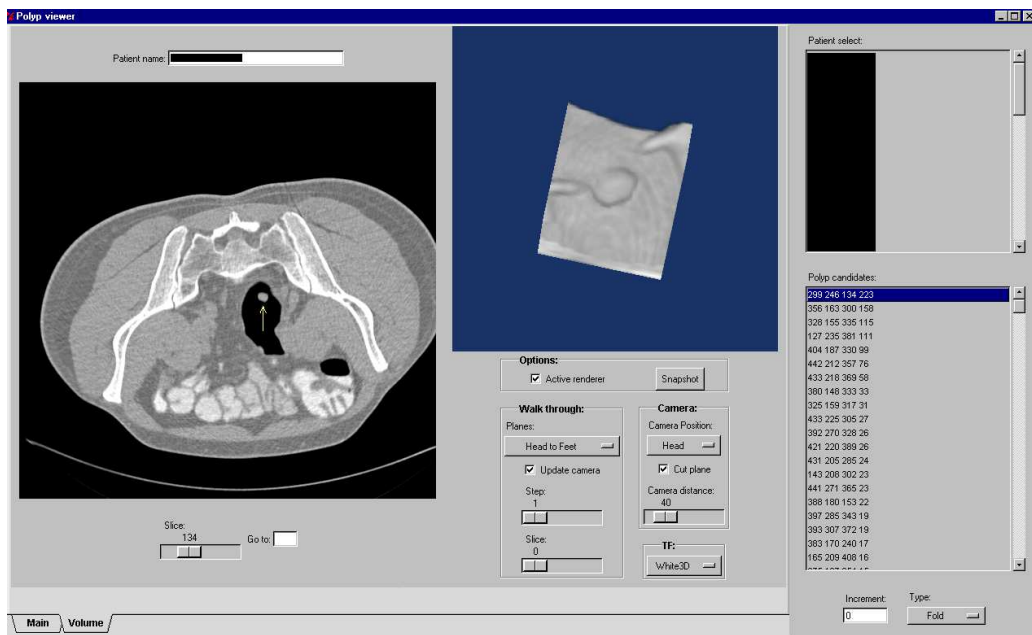 Polyp viewer
Patient name:
Patient select:
Polyp candidates:
299 246 134 223
356 163 300 158
328 155 335 115
127 235 381 111
404 187 330 99
442 212 357 76
433 218 369 58
380 148 333 33
325 159 317 31
433 225 305 27
392 270 328 26
421 220 389 26
431 205 285 24
143 208 302 23
441 271 365 23
388 180 153 22
397 285 343 19
393 307 372 19
383 170 240 17
165 209 408 16
Options:
Active renderer
Snapshot
Walk through:
Planes:
Head to Feet
Update camera
Step:
1
Slice:
0
Camera:
Camera Position:
Head
Cut plane
Camera distance:
40
TF:
White3D
Slice:
134
Go to:
Increment:
0
Type:
Fold
Main
Volume